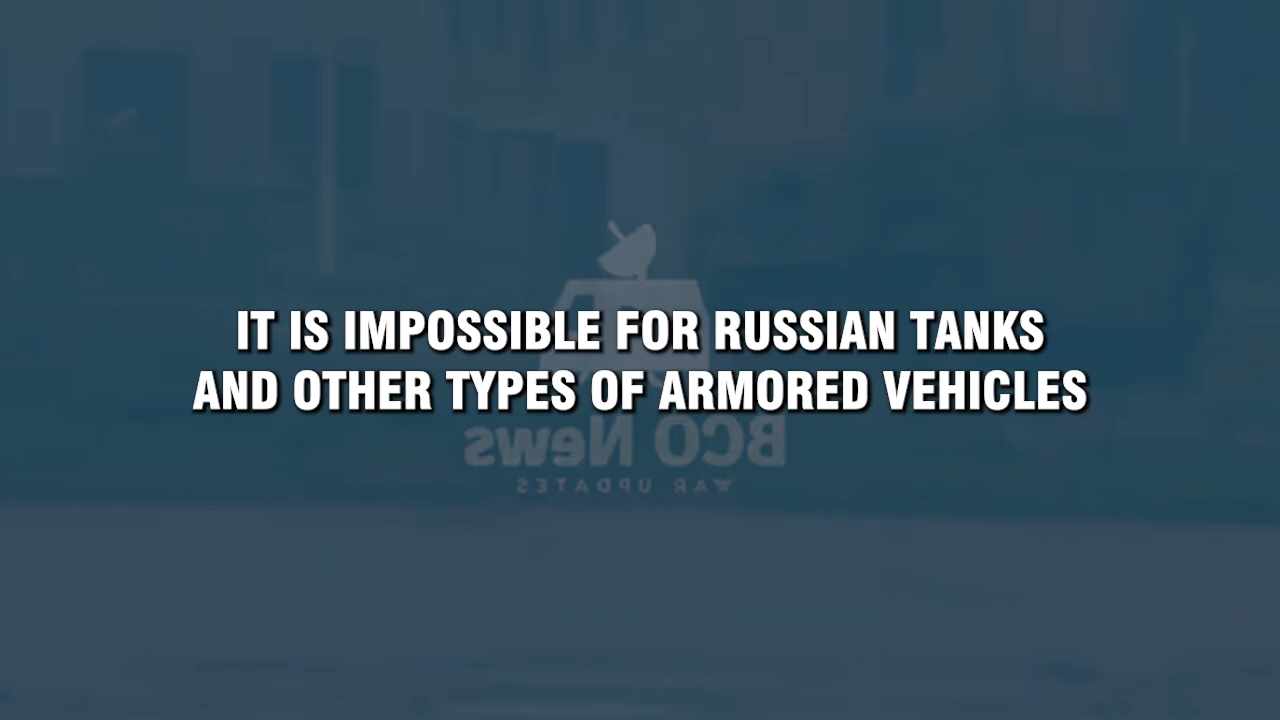 IT IS IMPOSSIBLE FOR RUSSIAN TANKS
AND OTHER TYPES OF ARMORED VEHICLES
BCO News
WAR UPDATES